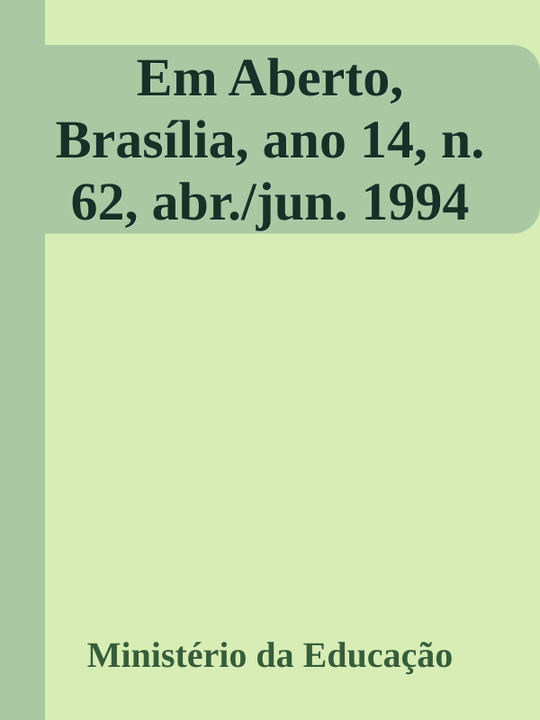 Em Aberto,
Brasília, ano 14, n.
62, abr./jun. 1994
Ministério da Educação